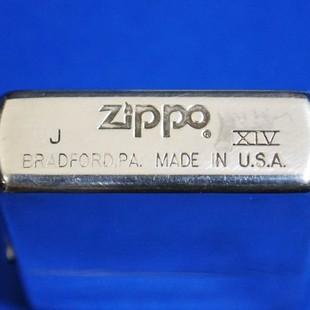 J Zippo® XIV
BRADFORD,PA. MADE IN U.S.A.